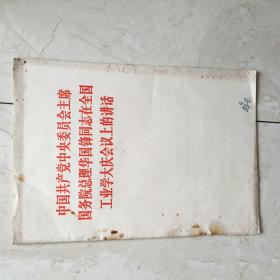 中国共产党中央委员会主席
国务院总理华国锋同志在全国
工业学大庆会议上的讲话